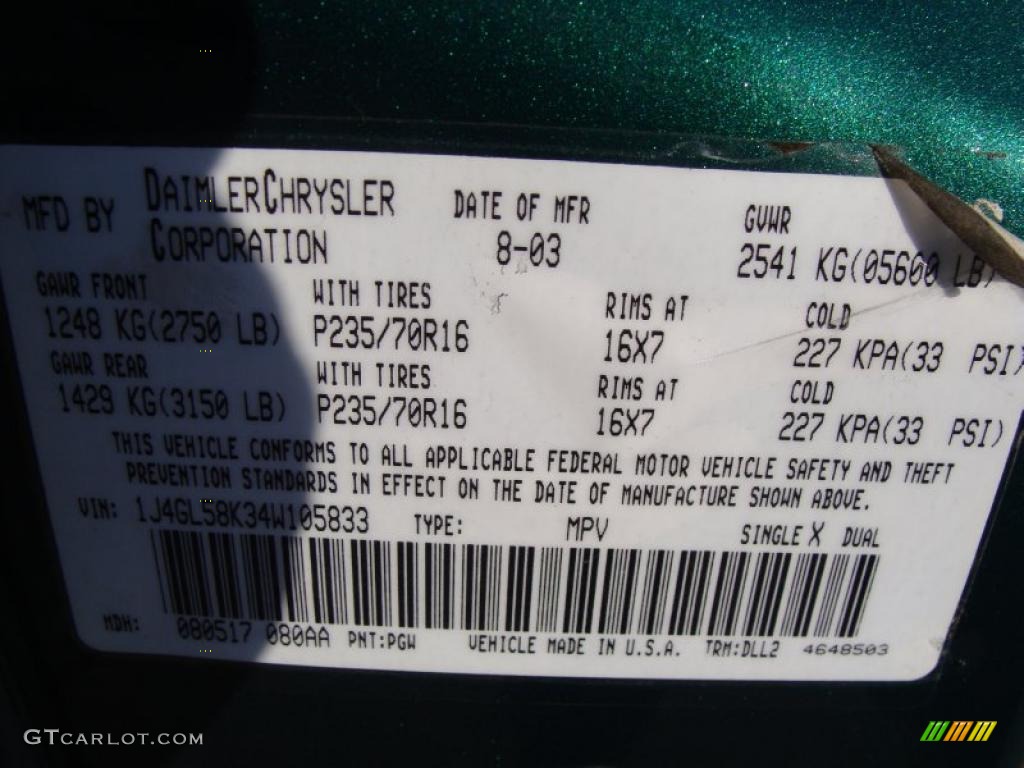 MFD BY DAIMLERCHRYSLER CORPORATION
DATE OF MFR
8-03
GVWR
2541 KG(05600 LB)
GAWR FRONT WITH TIRES RIMS AT COLD
1248 KG(2750 LB) P235/70R16 16X7 227 KPA(33 PSI)
GAWR REAR WITH TIRES RIMS AT COLD
1429 KG(3150 LB) P235/70R16 16X7 227 KPA(33 PSI)
THIS VEHICLE CONFORMS TO ALL APPLICABLE FEDERAL MOTOR VEHICLE SAFETY AND THEFT
PREVENTION STANDARDS IN EFFECT ON THE DATE OF MANUFACTURE SHOWN ABOVE.
VIN: 1J4GL58K34W105833 TYPE: MPV SINGLE X DUAL
MDH: 080517 080AA PNT:PGW VEHICLE MADE IN U.S.A. TRM:DLL2 4648503
GTCARLOT.COM